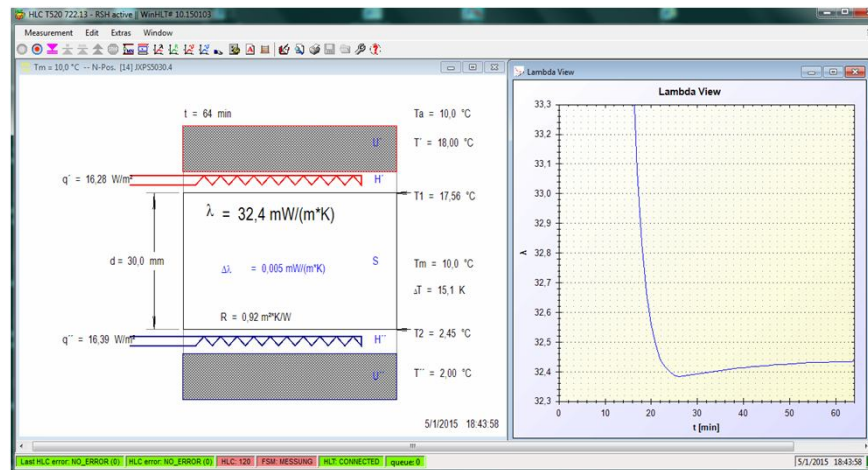 HLC T520 722.13 - RSH active || WinHLT# 10.150103
Measurement Edit Extras Window
Tm = 10,0 °C -- N-Pos. [14] JXPS5030.4
t = 64 min
Ta = 10,0 °C
U´
T´ = 18,00 °C
q´ = 16,28 W/m²
H´
T1 = 17,56 °C
λ = 32,4 mW/(m*K)
d = 30,0 mm
Δλ = 0,005 mW/(m*K)
S
Tm = 10,0 °C
ΔT = 15,1 K
R = 0,92 m²*K/W
T2 = 2,45 °C
q´´ = 16,39 W/m²
H´´
U´´
T´´ = 2,00 °C
5/1/2015 18:43:58
Lambda View
Lambda View
33,3
33,2
33,1
33,0
32,9
32,8
32,7
32,6
32,5
32,4
32,3
λ
0 10 20 30 40 50 60
t [min]
Last HLC error: NO_ERROR (0) HLC error: NO_ERROR (0) HLC: 120 FSM: MESSUNG HLT: CONNECTED queue: 0 5/1/2015 18:43:58